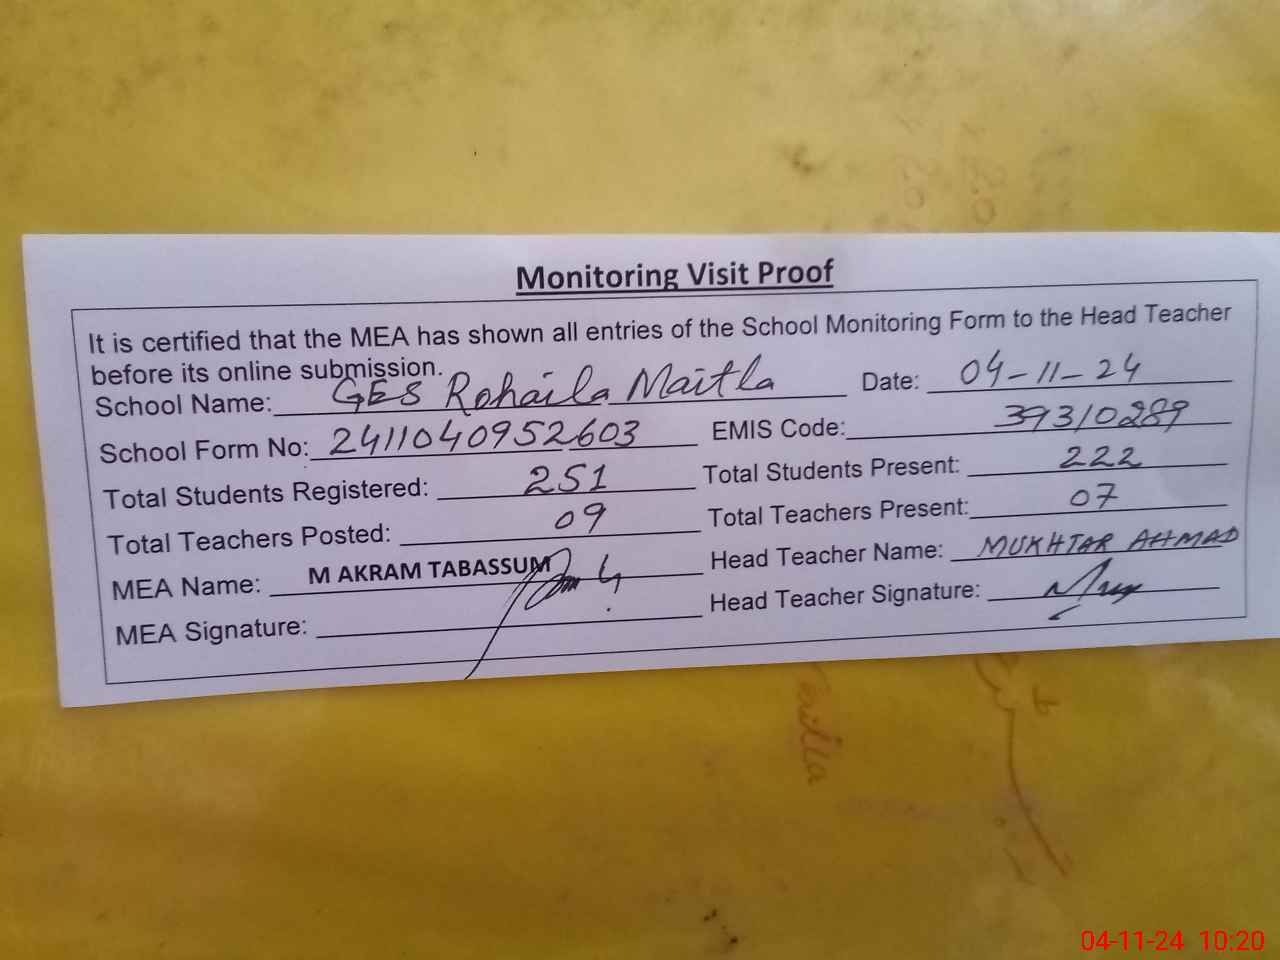 Monitoring Visit Proof
It is certified that the MEA has shown all entries of the School Monitoring Form to the Head Teacher
before its online submission.
School Name: GES Rohaila Maitla Date: 04-11-24
School Form No: 2411040952603 EMIS Code: 39310289
Total Students Registered: 251 Total Students Present: 222
Total Teachers Posted: 09 Total Teachers Present: 07
MEA Name: M AKRAM TABASSUM Head Teacher Name: MUKHTAR AHMAD
MEA Signature: Head Teacher Signature:
04-11-24 10:20